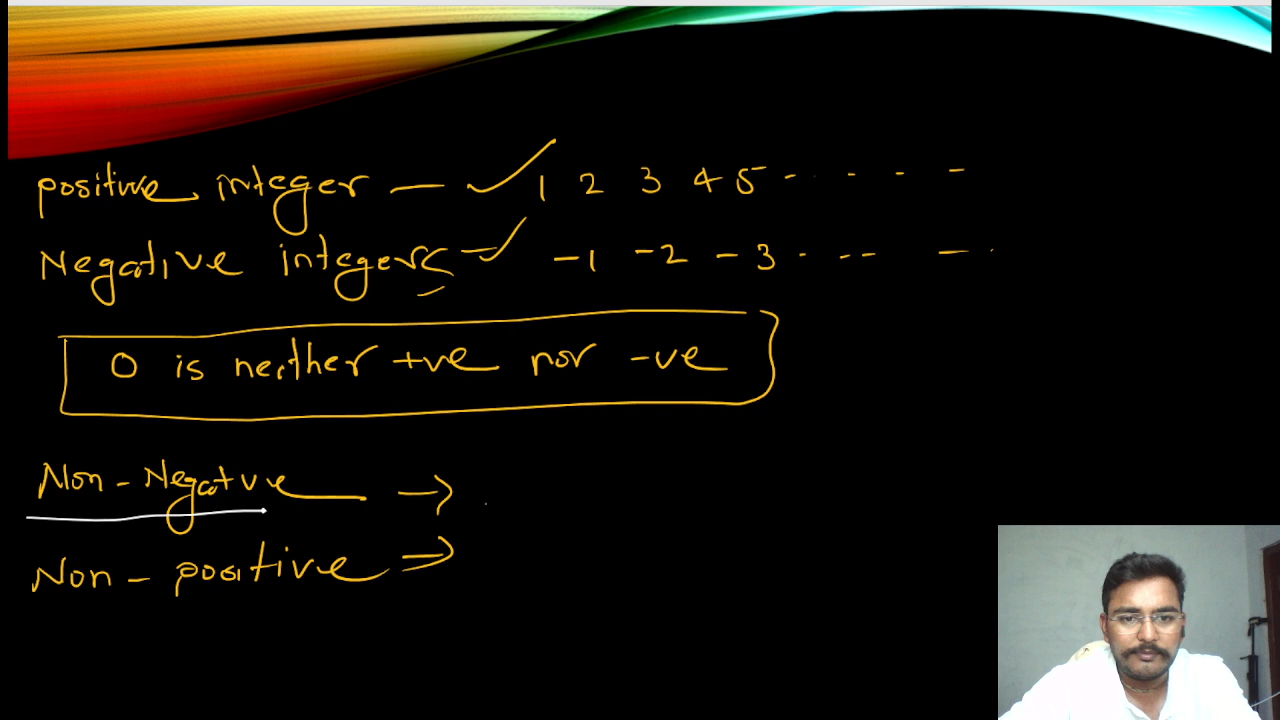 positive integer — ✓ 1 2 3 4 5 - . . . -
Negative integers - ✓ -1 -2 -3 . - - - .
0 is neither +ve nor -ve
Non-Negatve →
Non-positive ⇒